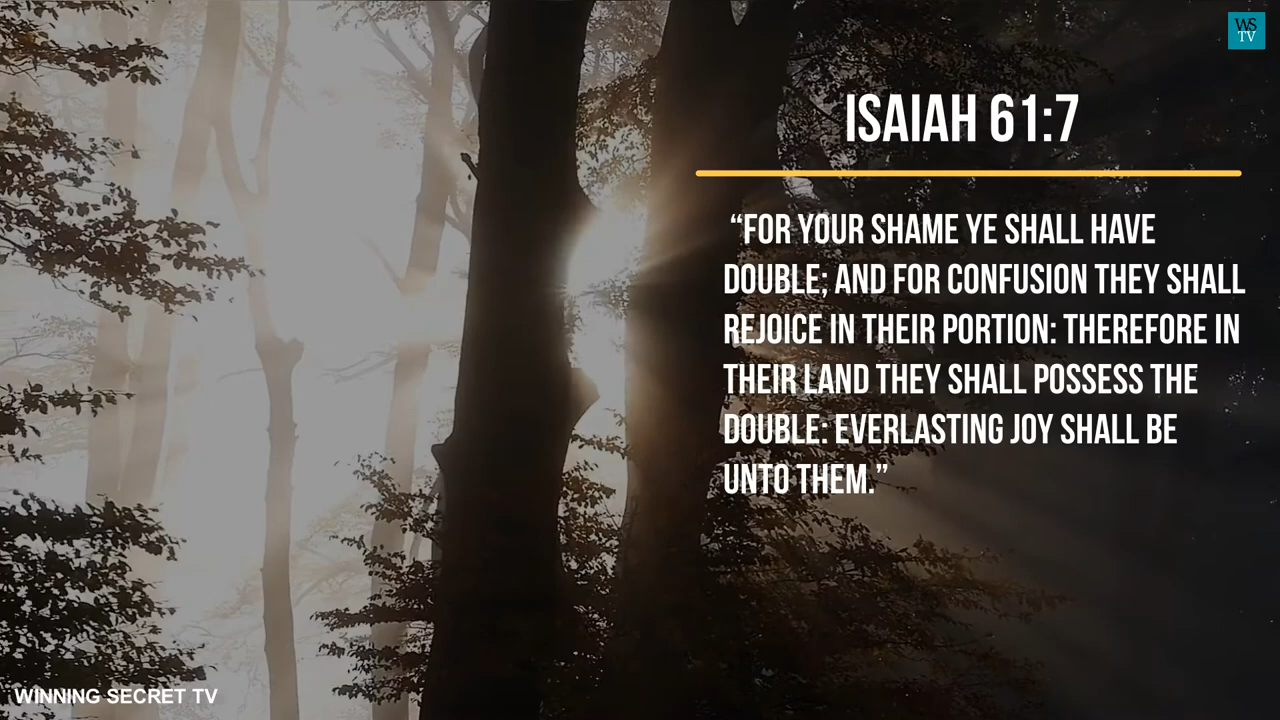 WS
TV
ISAIAH 61:7
“FOR YOUR SHAME YE SHALL HAVE
DOUBLE; AND FOR CONFUSION THEY SHALL
REJOICE IN THEIR PORTION: THEREFORE IN
THEIR LAND THEY SHALL POSSESS THE
DOUBLE: EVERLASTING JOY SHALL BE
UNTO THEM.”
WINNING SECRET TV